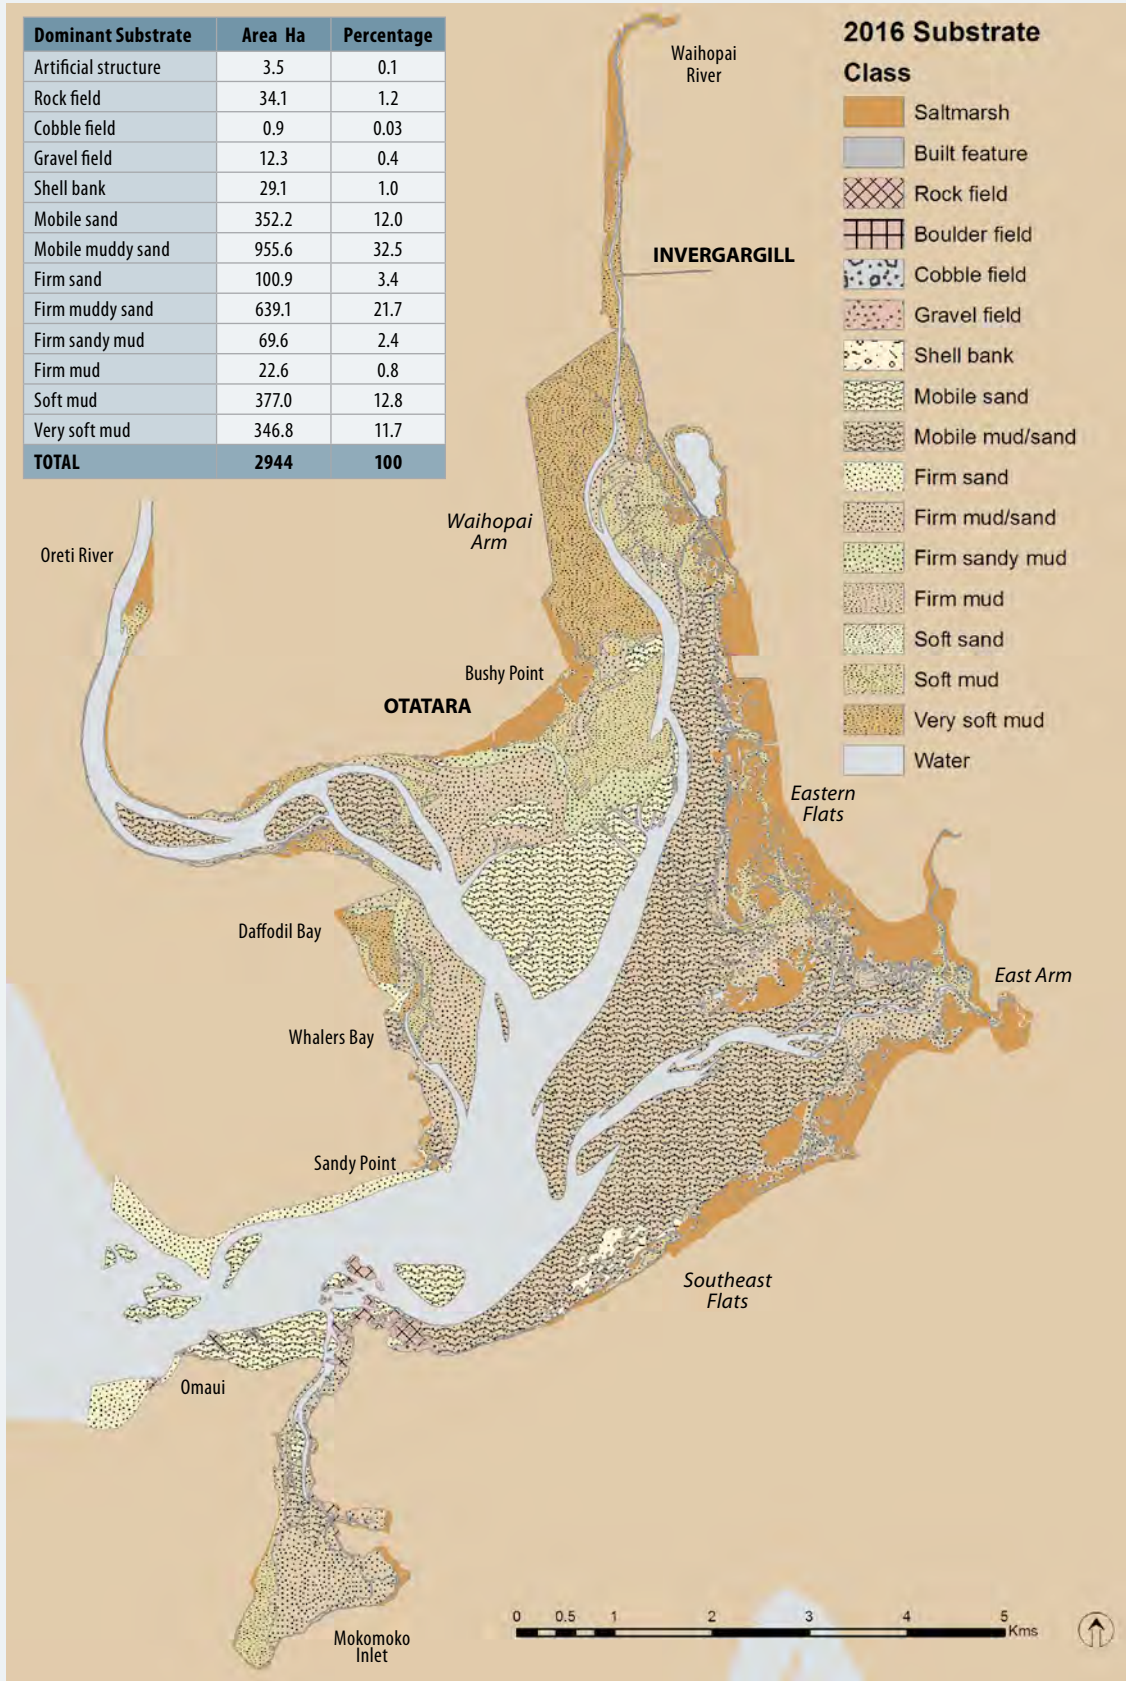 Dominant Substrate Area Ha Percentage
Artificial structure 3.5 0.1
Rock field 34.1 1.2
Cobble field 0.9 0.03
Gravel field 12.3 0.4
Shell bank 29.1 1.0
Mobile sand 352.2 12.0
Mobile muddy sand 955.6 32.5
Firm sand 100.9 3.4
Firm muddy sand 639.1 21.7
Firm sandy mud 69.6 2.4
Firm mud 22.6 0.8
Soft mud 377.0 12.8
Very soft mud 346.8 11.7
TOTAL 2944 100
2016 Substrate
Class
Saltmarsh
Built feature
Rock field
Boulder field
Cobble field
Gravel field
Shell bank
Mobile sand
Mobile mud/sand
Firm sand
Firm mud/sand
Firm sandy mud
Firm mud
Soft sand
Soft mud
Very soft mud
Water
Waihopai
River
INVERGARGILL
Waihopai
Arm
Oreti River
Bushy Point
OTATARA
Eastern
Flats
Daffodil Bay
East Arm
Whalers Bay
Sandy Point
Southeast
Flats
Omaui
Mokomoko
Inlet
0 0.5 1 2 3 4 5
Kms